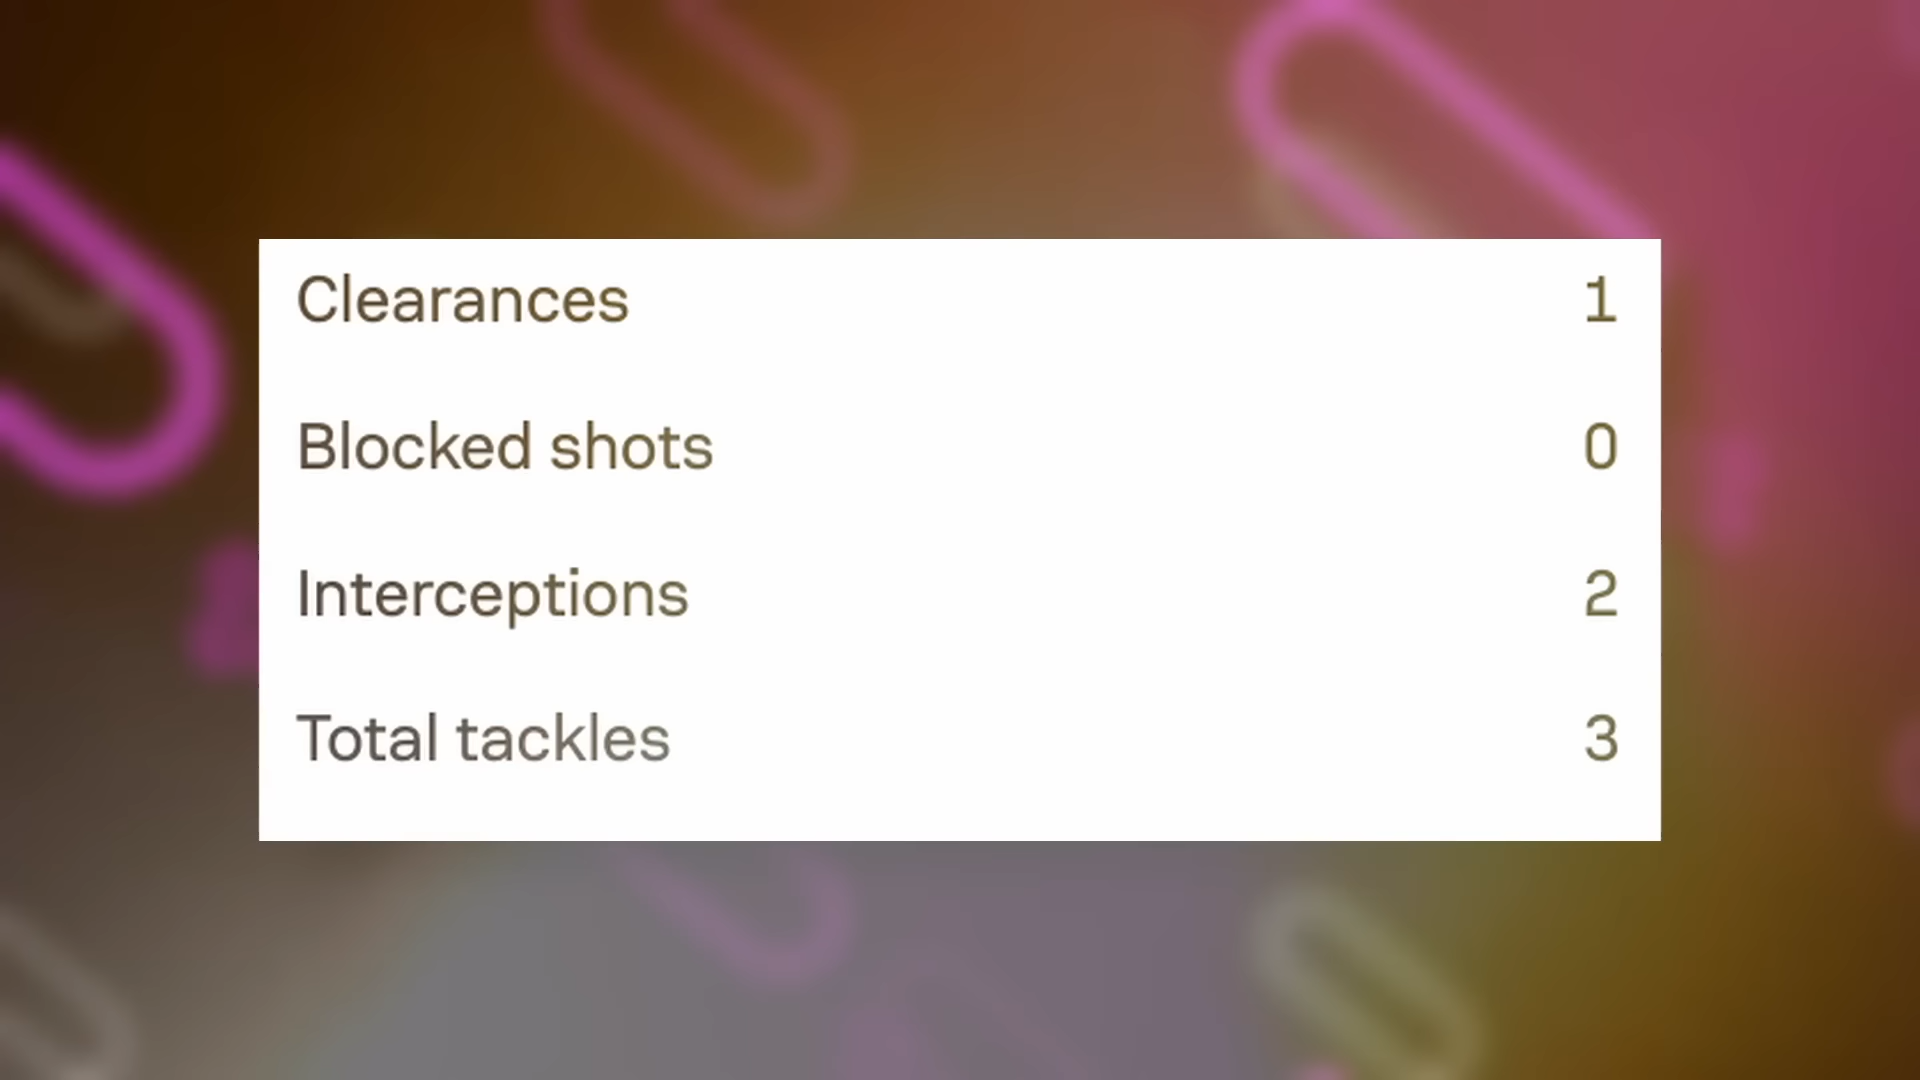 Clearances 1
Blocked shots 0
Interceptions 2
Total tackles 3